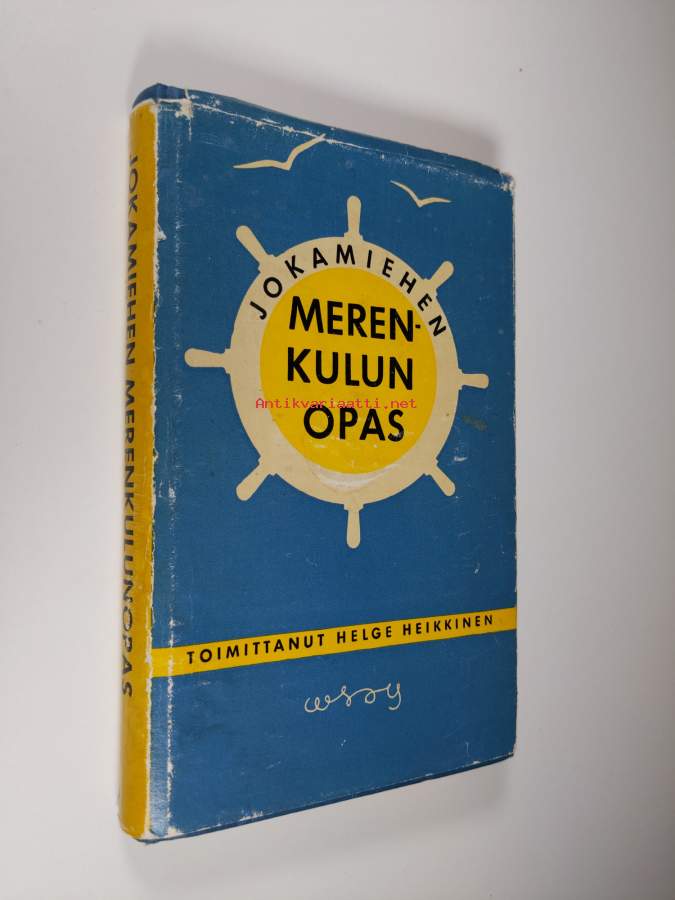 JOKAMIEHEN MERENKULUNOPAS
JOKAMIEHEN
MEREN-
KULUN
Antikvariaatti.net
OPAS
TOIMITTANUT HELGE HEIKKINEN
wsoy